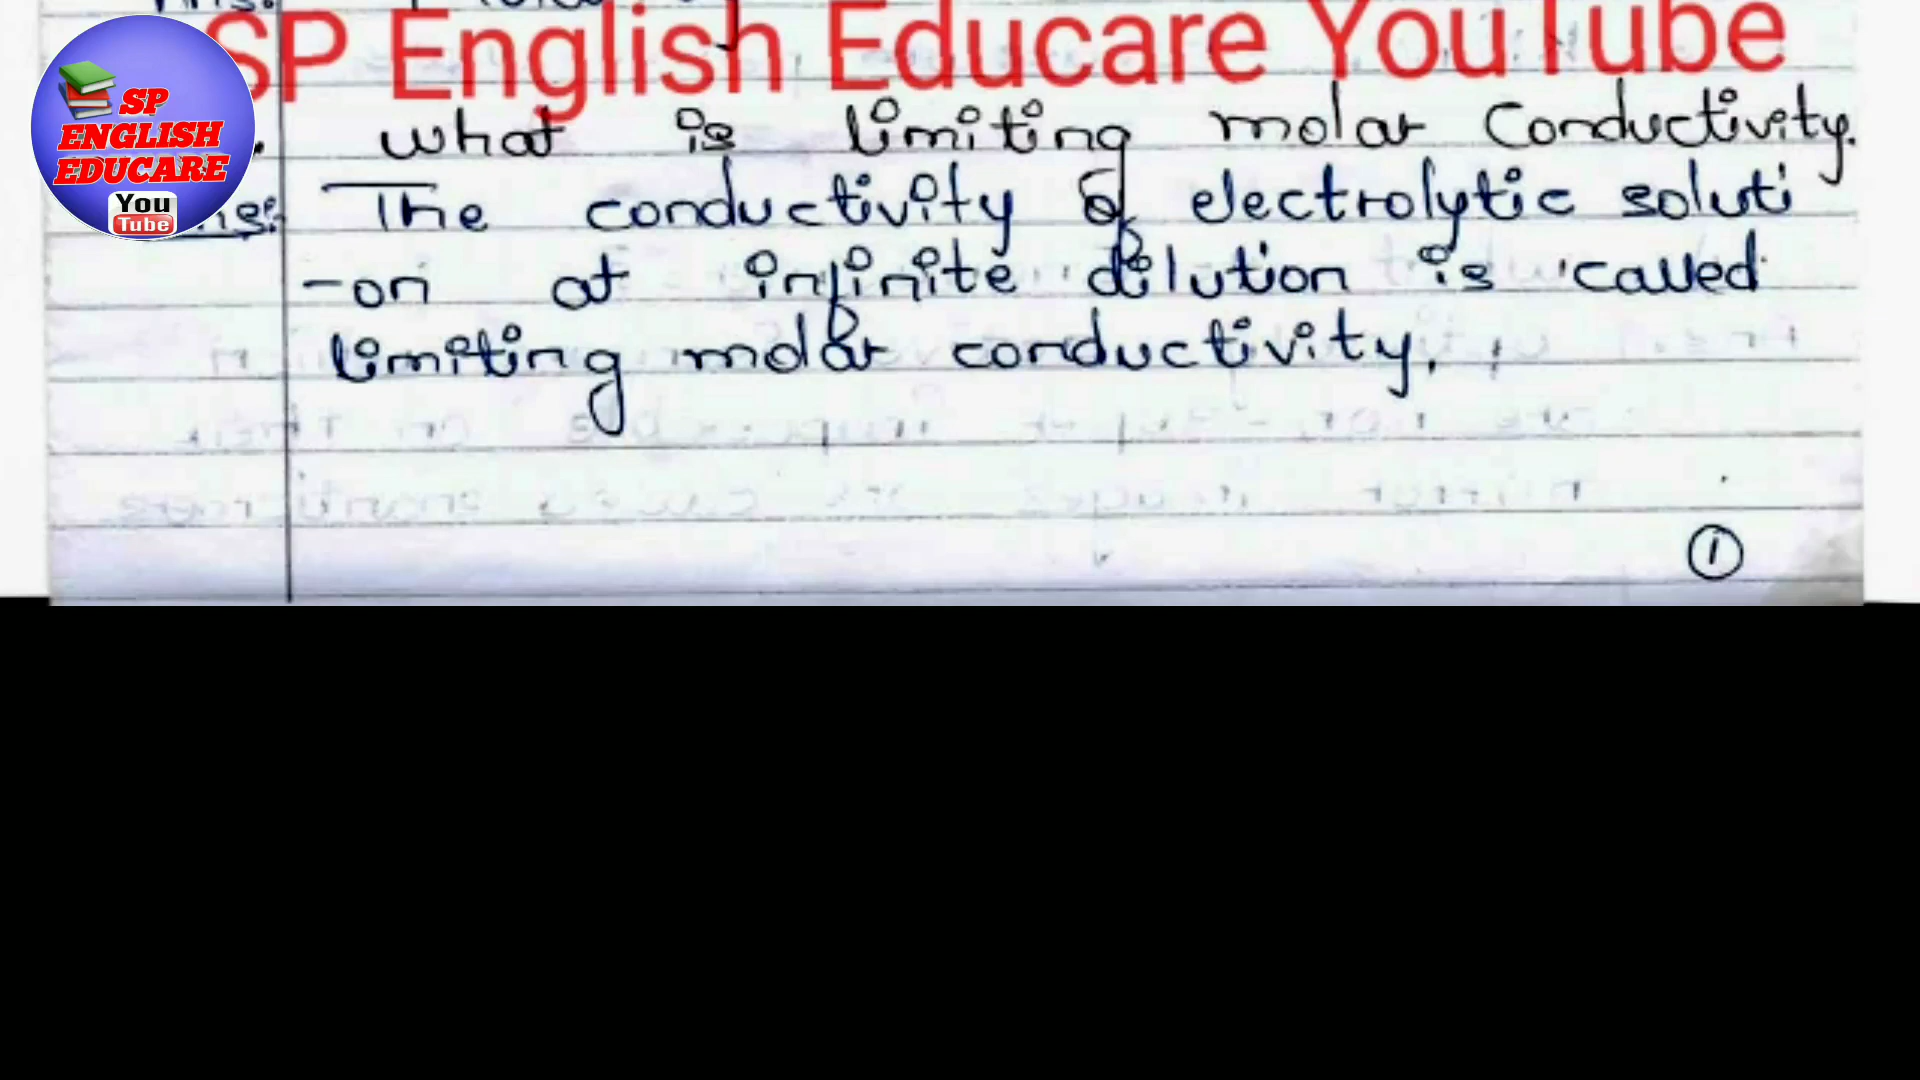 SP English Educare YouTube
SP
ENGLISH
EDUCARE
You
Tube
what is limiting molar Conductivity.
The conductivity of electrolytic soluti
-on at infinite dilution is called
limiting molar conductivity.
1